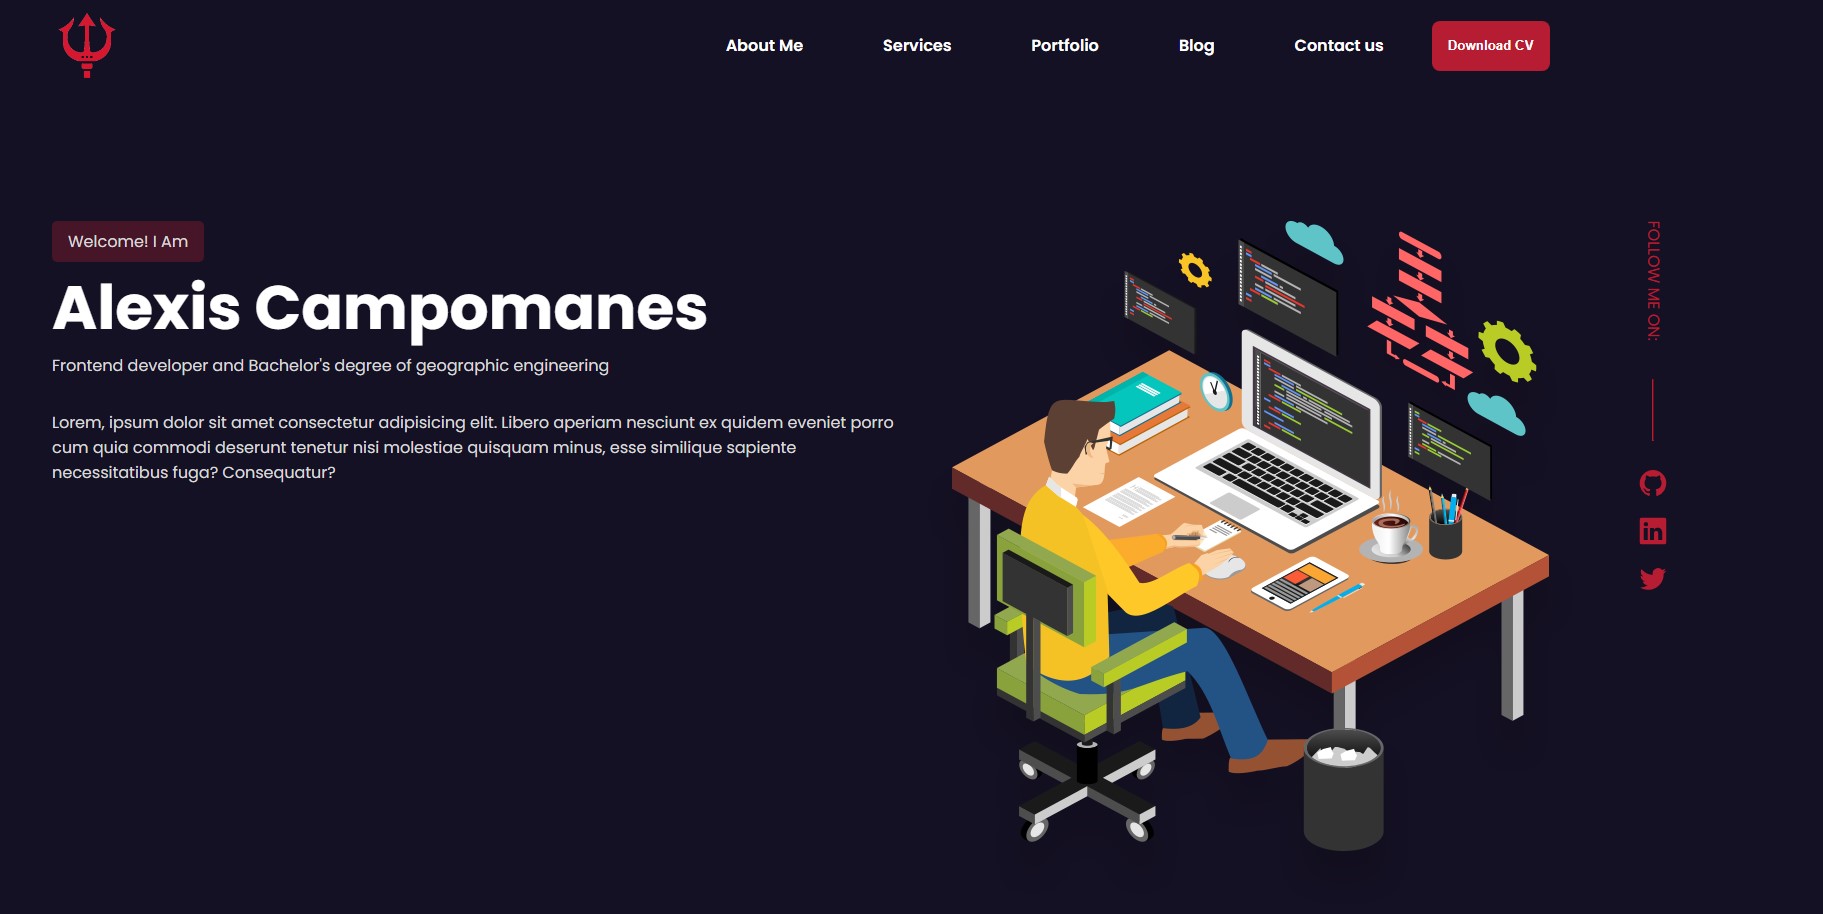 About Me
Services
Portfolio
Blog
Contact us
Download CV
Welcome! I Am
Alexis Campomanes
Frontend developer and Bachelor's degree of geographic engineering
Lorem, ipsum dolor sit amet consectetur adipisicing elit. Libero aperiam nesciunt ex quidem eveniet porro
cum quia commodi deserunt tenetur nisi molestiae quisquam minus, esse similique sapiente
necessitatibus fuga? Consequatur?
FOLLOW ME ON:
in